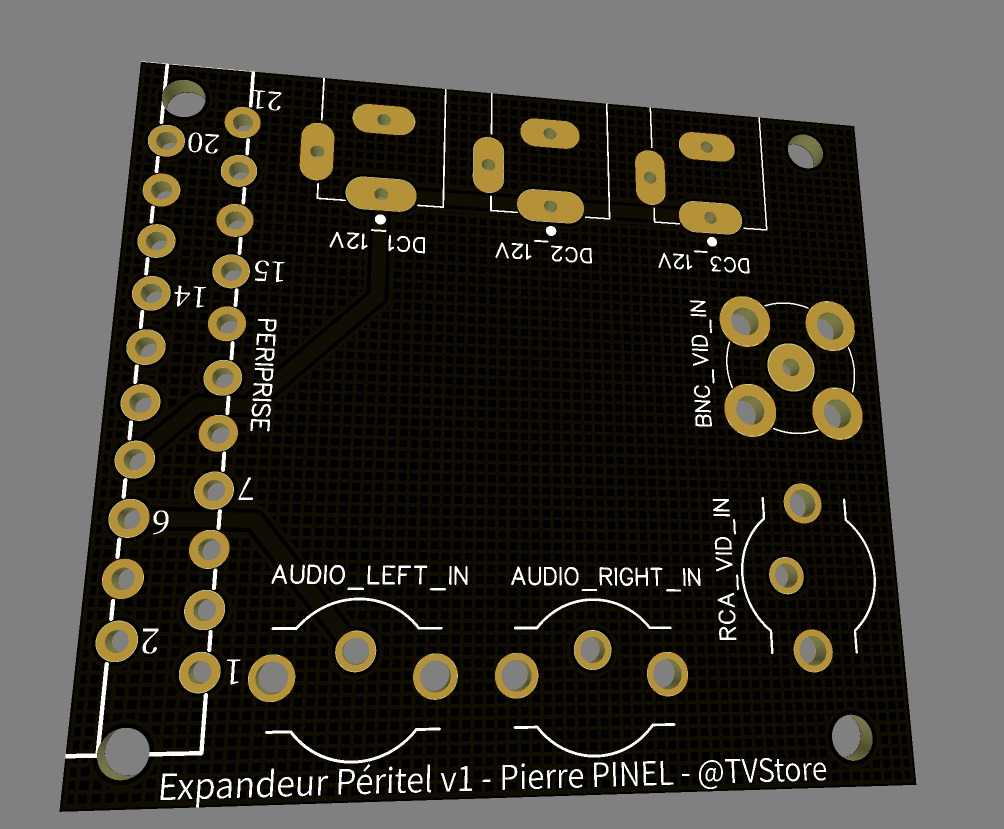 21
20
DC1_12V
DC2_12V
DC3_12V
15
14
PERIPRISE
BNC_VID_IN
7
6
RCA_VID_IN
AUDIO_LEFT_IN
AUDIO_RIGHT_IN
2
1
Expandeur Péritel v1 - Pierre PINEL - @TVStore